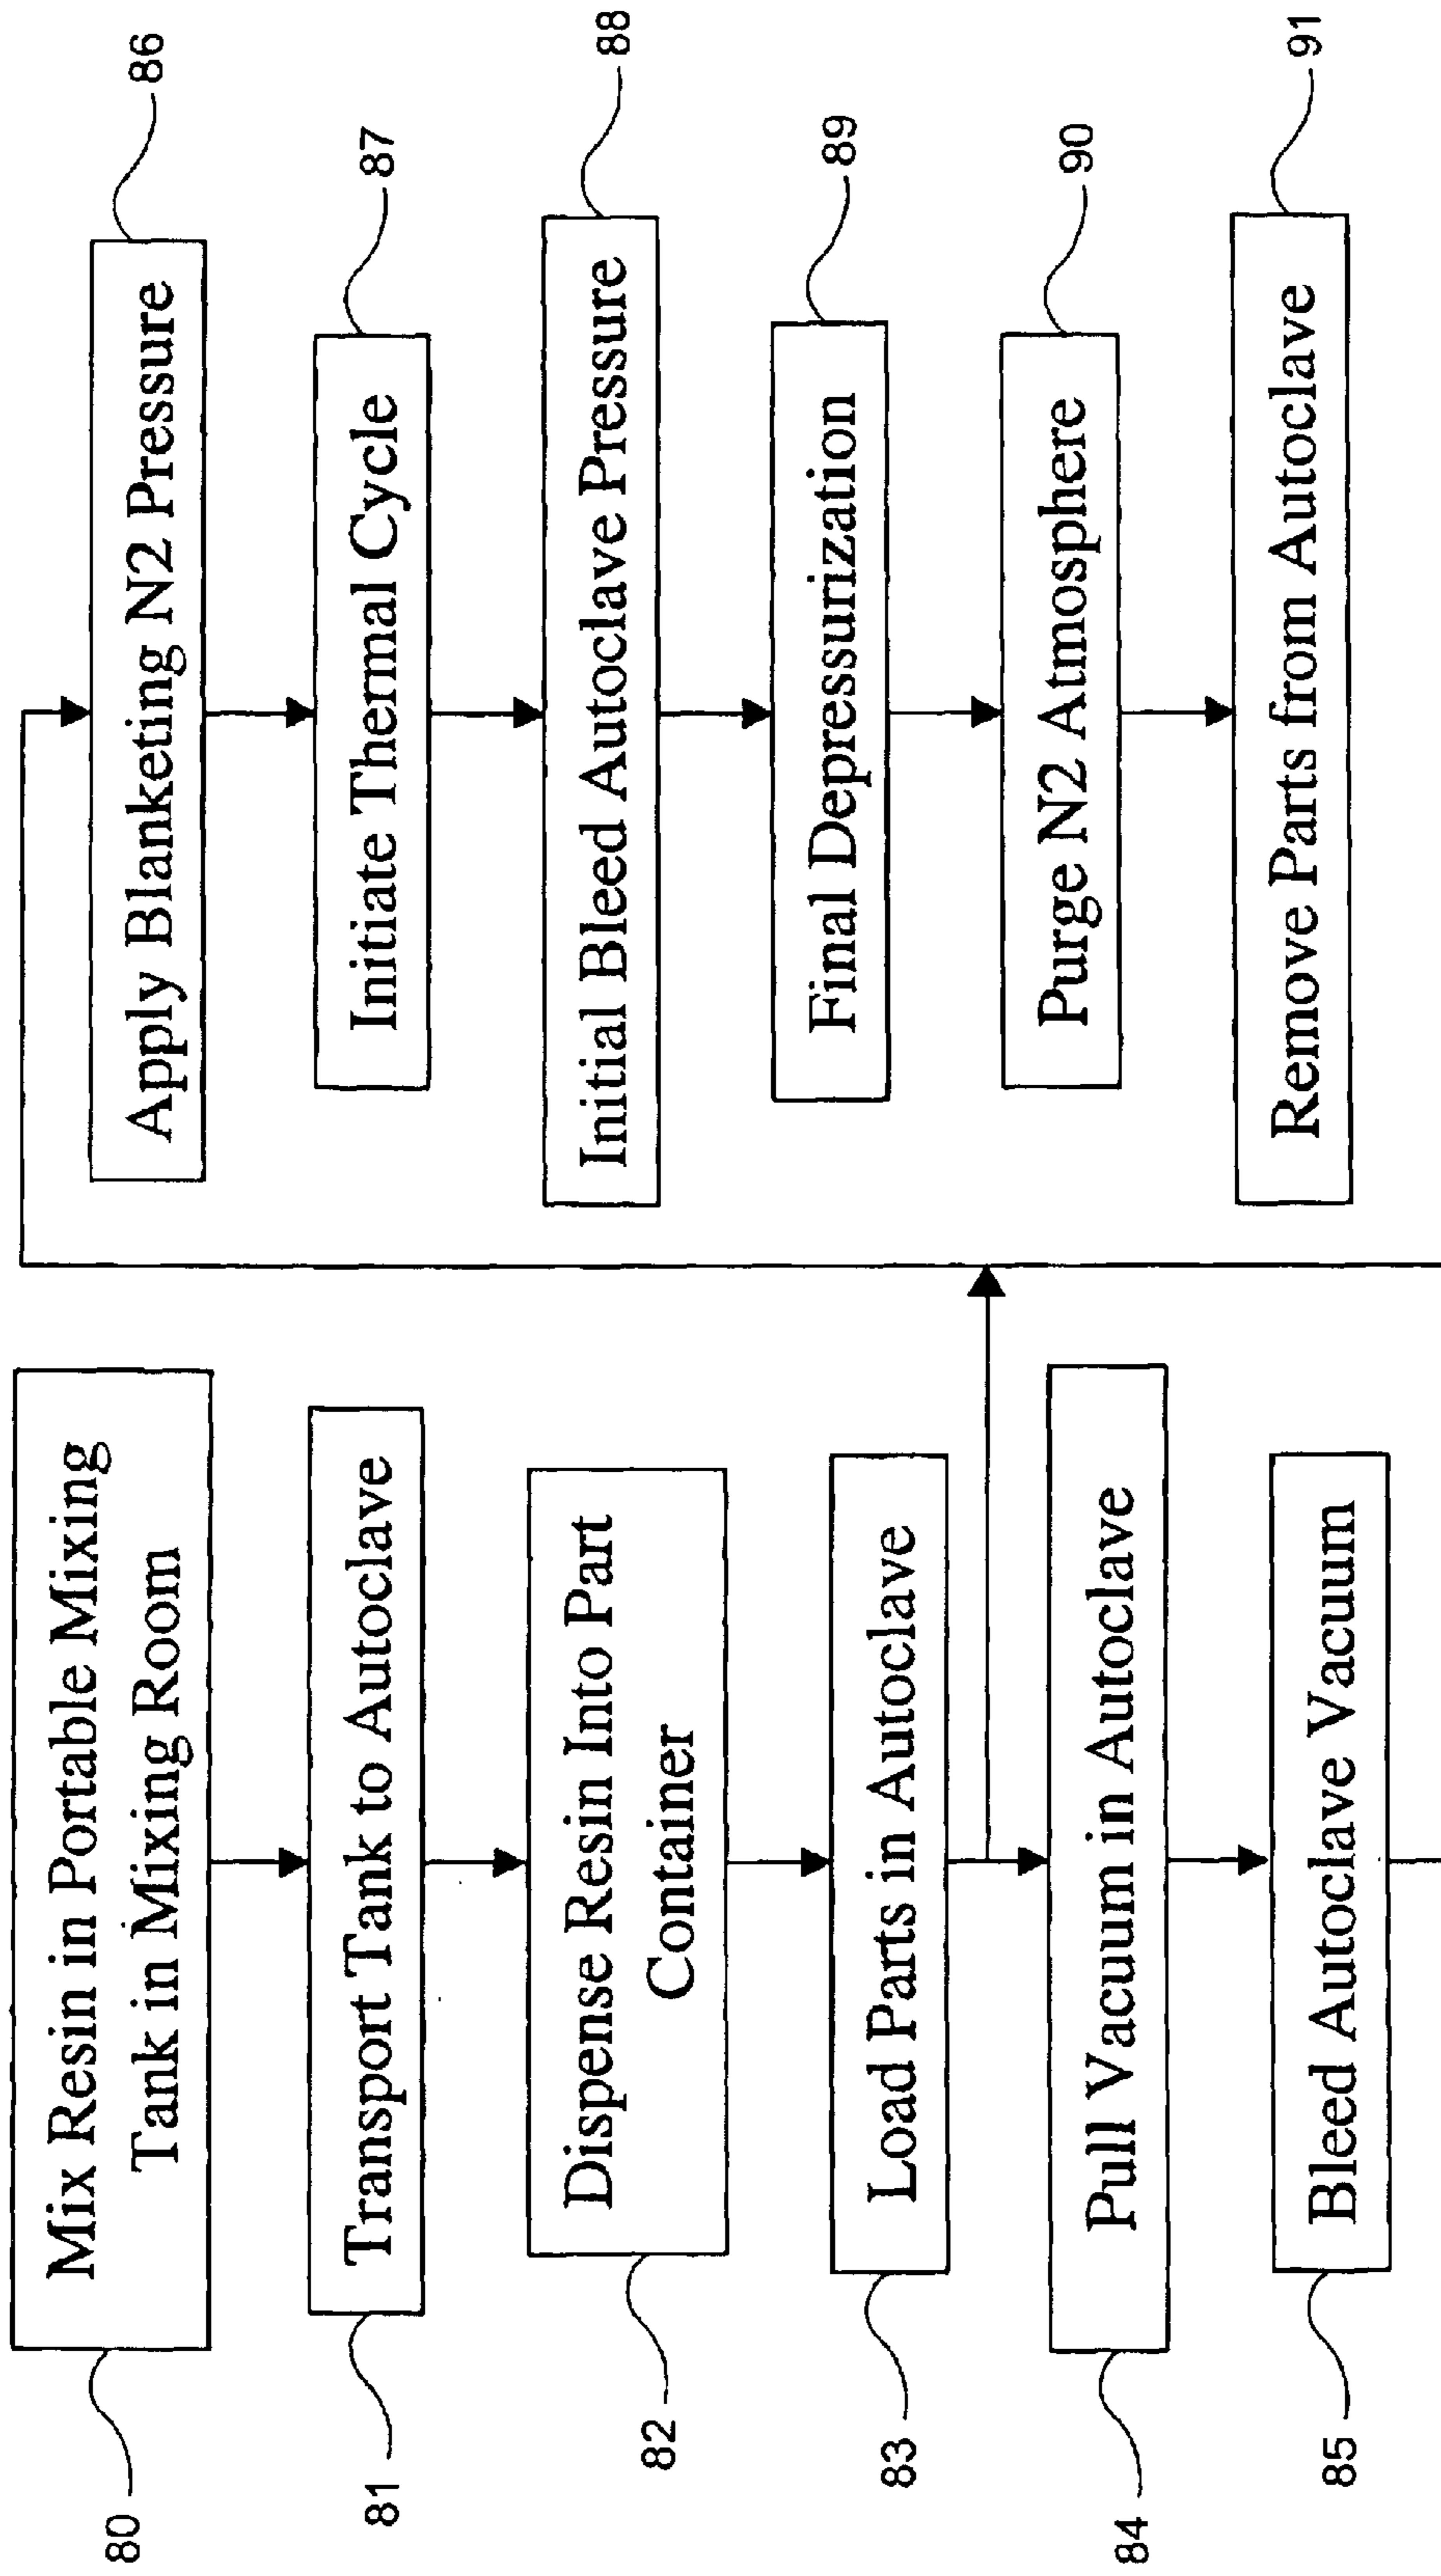 80
Mix Resin in Portable Mixing
Tank in Mixing Room
81
Transport Tank to Autoclave
82
Dispense Resin Into Part
Container
83
Load Parts in Autoclave
84
Pull Vacuum in Autoclave
85
Bleed Autoclave Vacuum
86
Apply Blanketing N2 Pressure
87
Initiate Thermal Cycle
88
Initial Bleed Autoclave Pressure
89
Final Depressurization
90
Purge N2 Atmosphere
91
Remove Parts from Autoclave